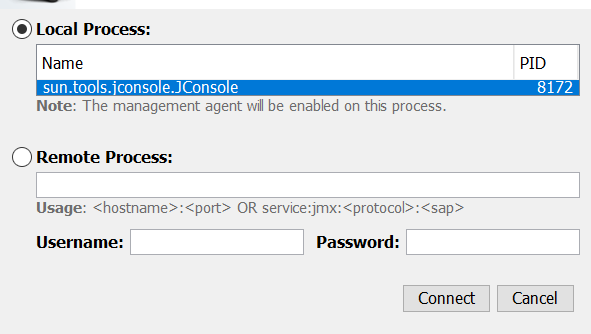 Local Process:
Name PID
sun.tools.jconsole.JConsole 8172
Note: The management agent will be enabled on this process.
Remote Process:
Usage: <hostname>:<port> OR service:jmx:<protocol>:<sap>
Username: Password:
Connect Cancel